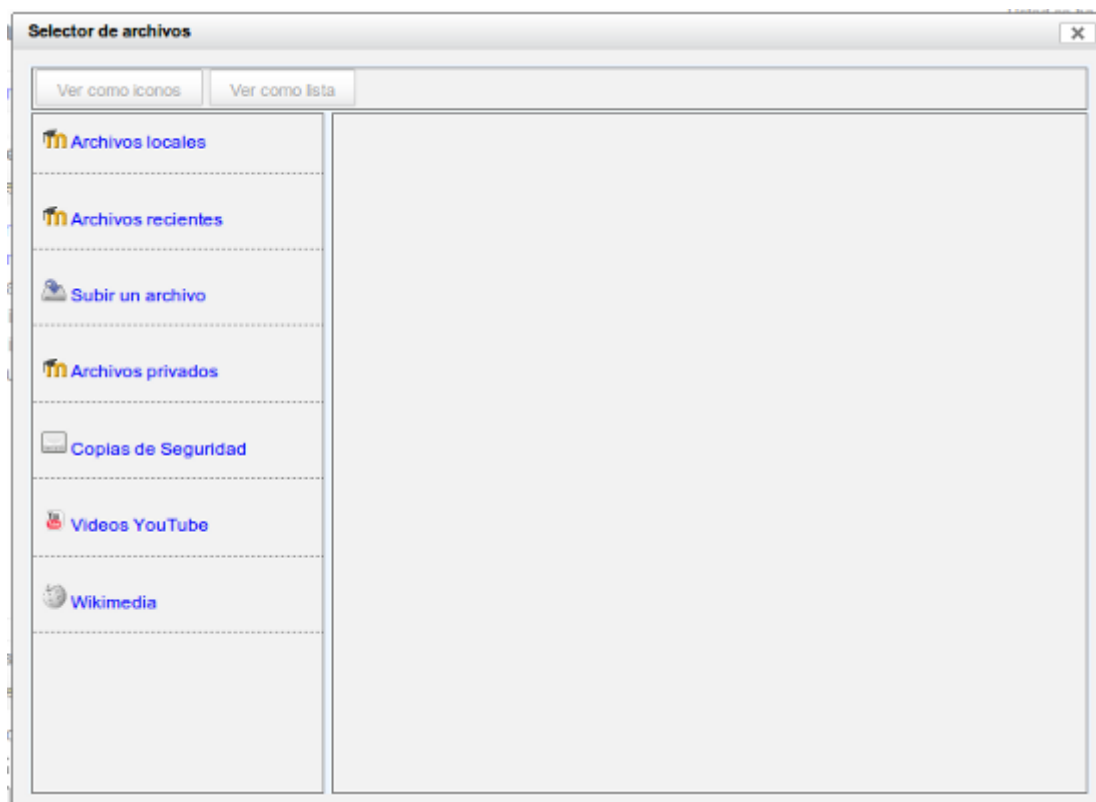 Selector de archivos
Ver como iconos Ver como lista
Archivos locales
Archivos recientes
Subir un archivo
Archivos privados
Copias de Seguridad
Videos YouTube
Wikimedia